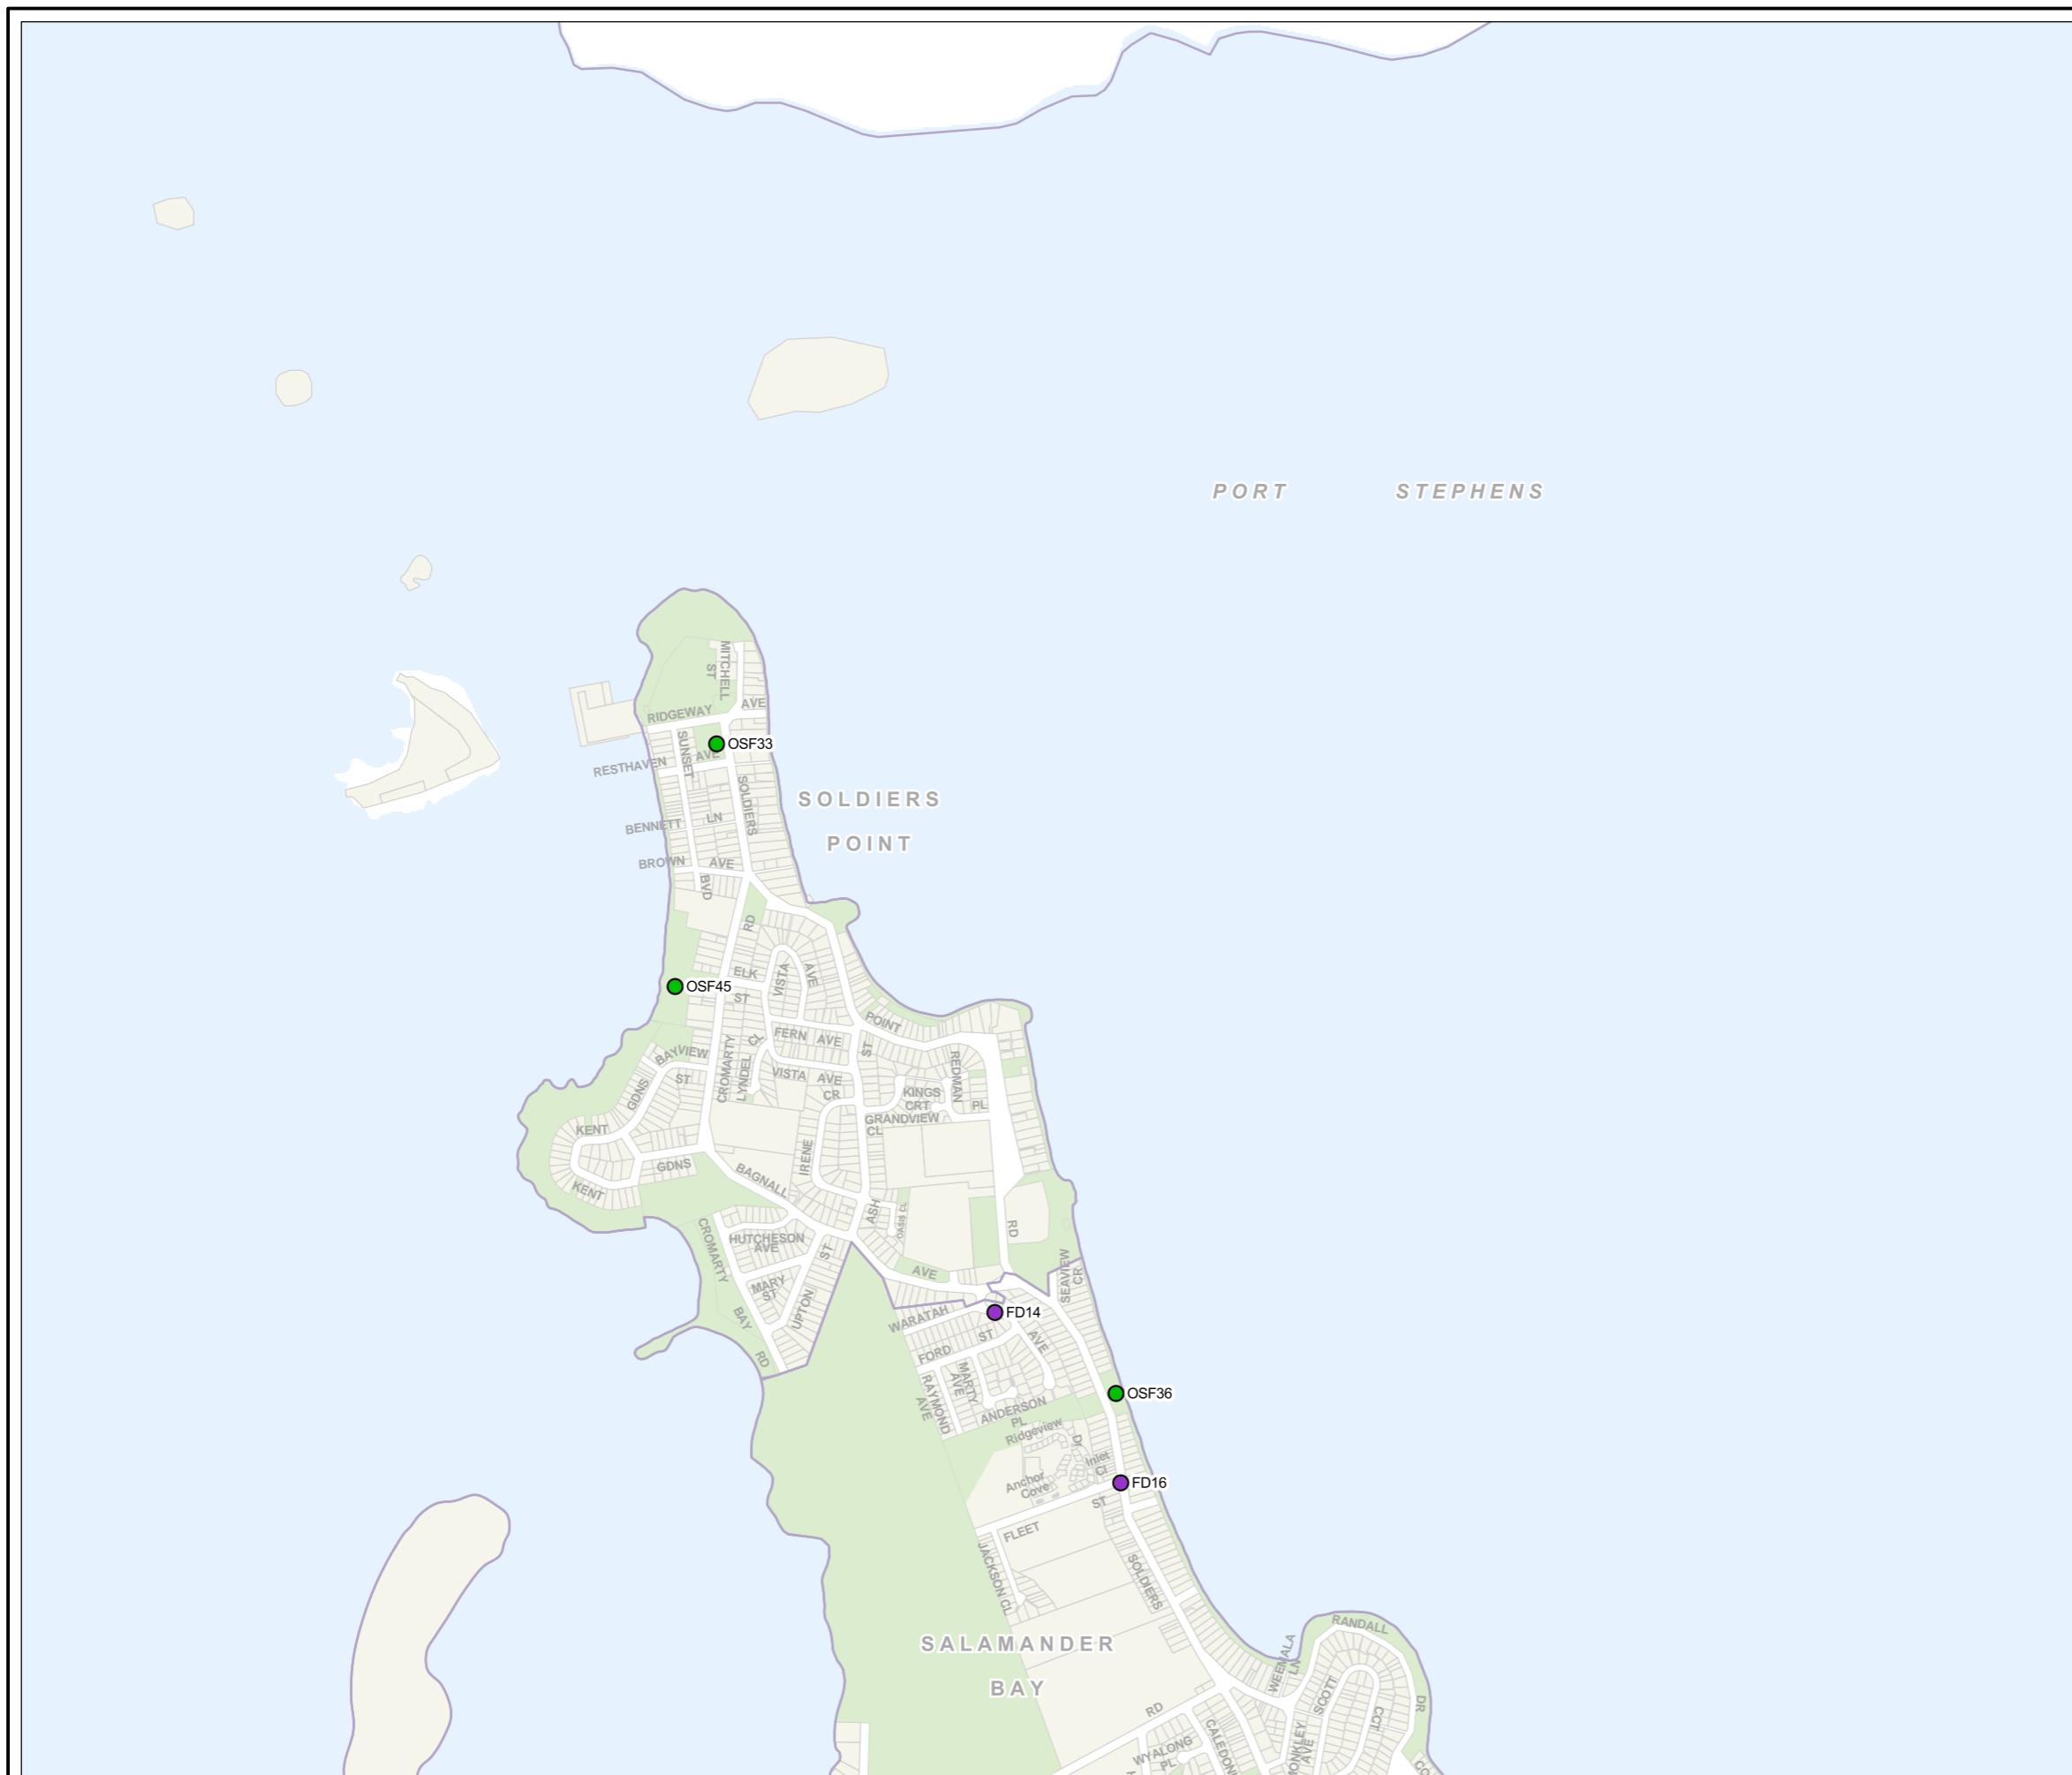 PORT STEPHENS
MITCHELL
ST
RIDGEWAY AVE
OSF33
SUNSET
RESTHAVEN AVE
SOLDIERS
SOLDIERS
POINT
BENNETT LN
BROWN AVE
BVD
RD
ELK
ST
VISTA
AVE
OSF45
POINT
FERN AVE
ST
CROMARTY
LYNDEL
CL
BAYVIEW
ST
VISTA AVE
CR
REDMAN
KINGS
CRT
PL
GRANDVIEW
CL
GDNS
KENT
GDNS
KENT
IRENE
BAGNALL
ASH
OASIS CL
RD
CROMARTY
HUTCHESON
AVE
ST
MARY
ST
UPTON
BAY
RD
AVE
SEAVIEW
CR
FD14
WARATAH
ST
AVE
FORD
MARTY
AVE
RAYMOND
AVE
OSF36
ANDERSON
PL
Ridgeview
Dr
Inlet
Cl
Anchor
Cove
FD16
ST
FLEET
JACKSON CL
SOLDIERS
SALAMANDER
BAY
RANDALL
WEEMALA
LN
SCOTT
CCT
DR
RD
CALEDON
WYALONG
PL
AVE
CO